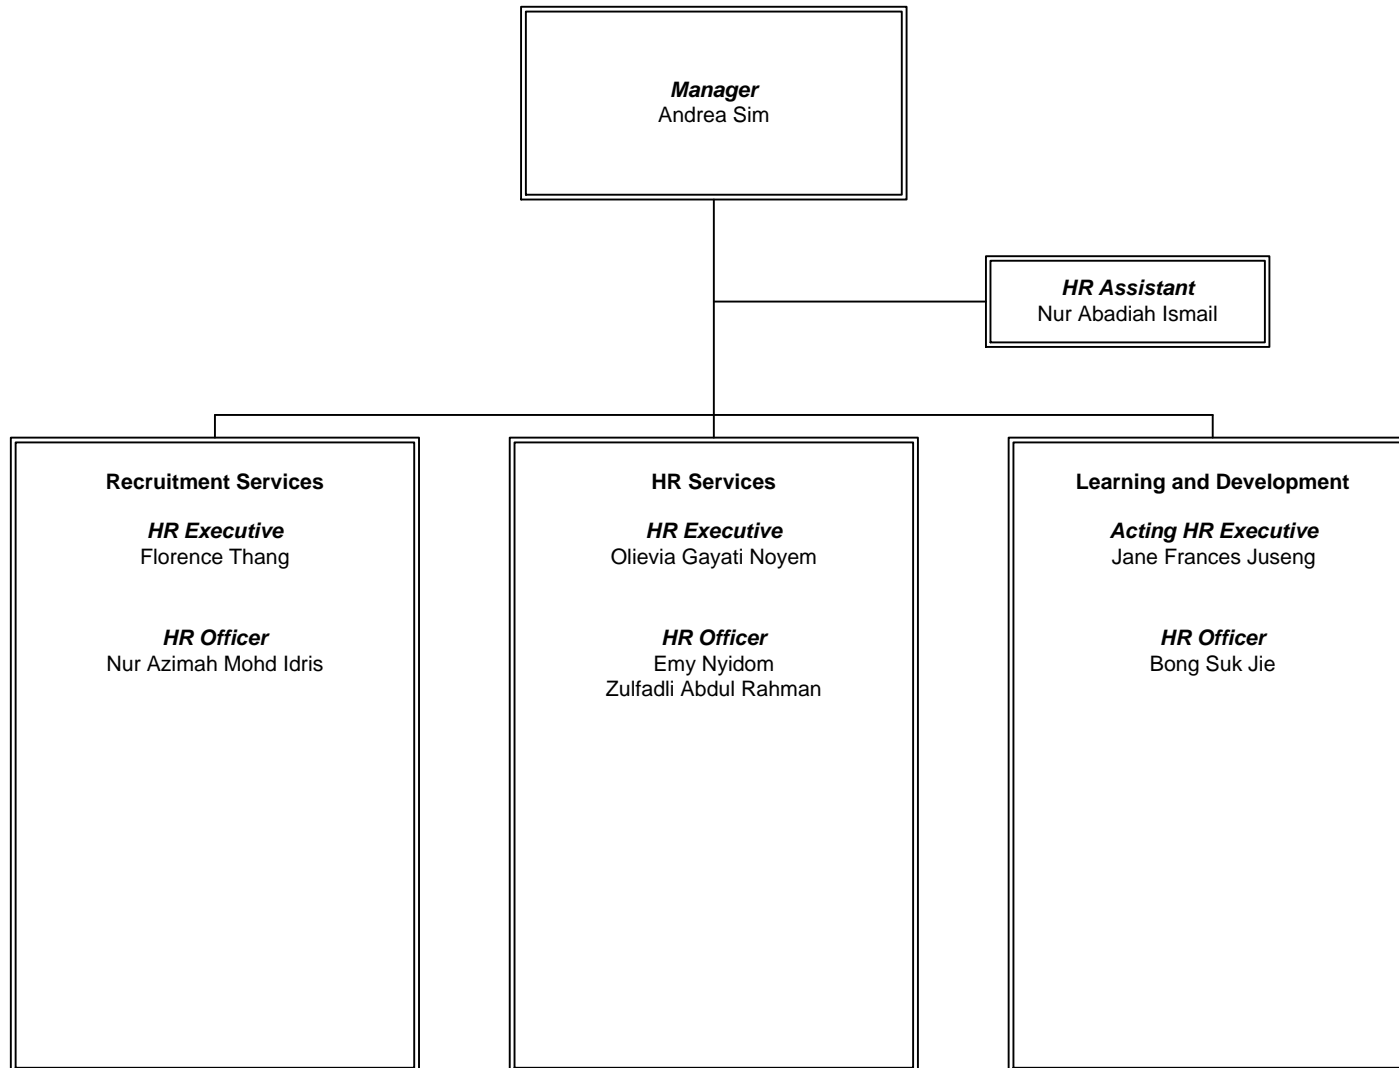 Manager
Andrea Sim
HR Assistant
Nur Abadiah Ismail
Recruitment Services
HR Executive
Florence Thang
HR Officer
Nur Azimah Mohd Idris
HR Services
HR Executive
Olievia Gayati Noyem
HR Officer
Emy Nyidom
Zulfadli Abdul Rahman
Learning and Development
Acting HR Executive
Jane Frances Juseng
HR Officer
Bong Suk Jie